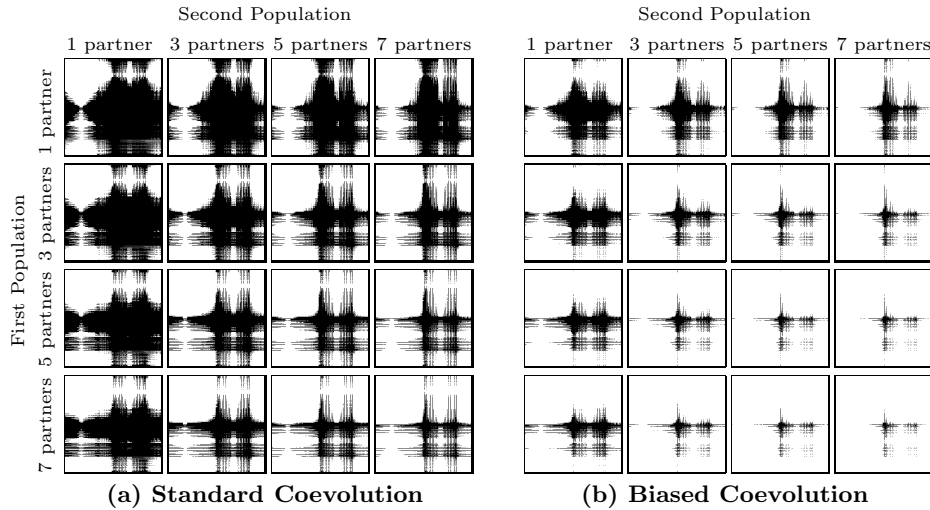 Second Population
1 partner 3 partners 5 partners 7 partners
First Population
1 partner
3 partners
5 partners
7 partners
(a) Standard Coevolution
Second Population
1 partner 3 partners 5 partners 7 partners
(b) Biased Coevolution